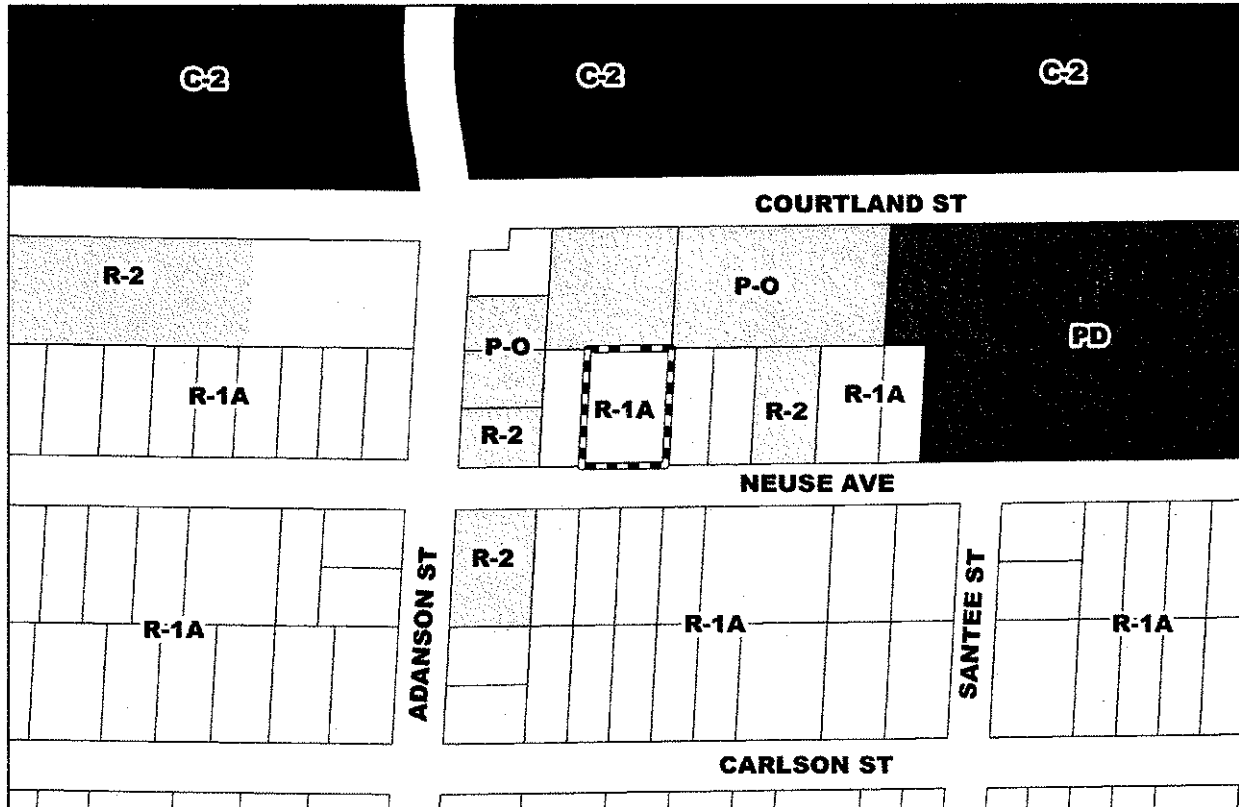 C-2
C-2
C-2
COURTLAND ST
R-2
P-O
PD
P-O
R-1A
R-1A
R-2
R-1A
R-2
NEUSE AVE
R-2
ADANSON ST
SANTEE ST
R-1A
R-1A
R-1A
CARLSON ST